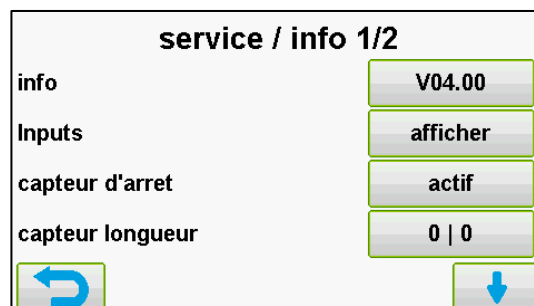 service / info 1/2
info V04.00
Inputs afficher
capteur d'arret actif
capteur longueur 0 | 0